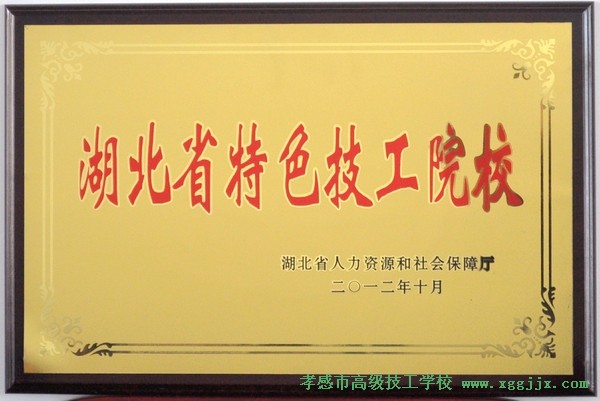 湖北省特色技工院校
湖北省人力资源和社会保障厅
二〇一二年十月
孝感市高级技工学校 www.xggjjx.com